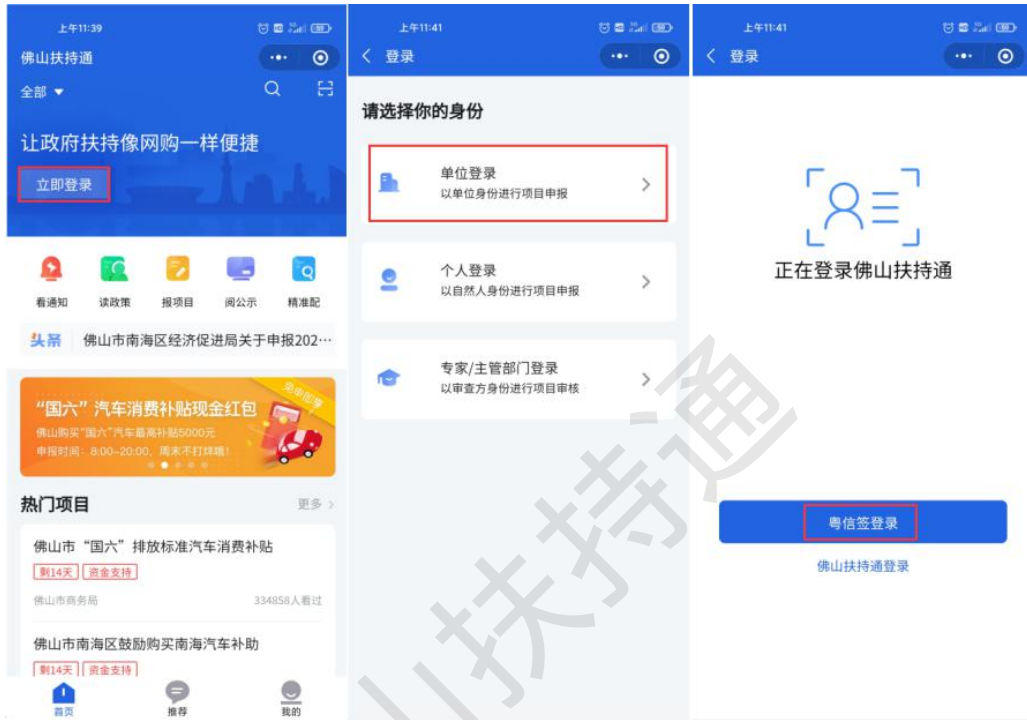 上午11:39
佛山扶持通
全部
让政府扶持像网购一样便捷
立即登录
看通知
读政策
报项目
阅公示
精准配
头条
佛山市南海区经济促进局关于申报202…
免申即享
“国六”汽车消费补贴现金红包
佛山购买“国六”汽车最高补贴5000元
申报时间：8:00-20:00，周末不打烊哦！
热门项目
更多
佛山市“国六”排放标准汽车消费补贴
剩14天
资金支持
佛山市商务局
334858人看过
佛山市南海区鼓励购买南海汽车补助
剩14天
资金支持
首页
推荐
我的
上午11:41
登录
请选择你的身份
单位登录
以单位身份进行项目申报
个人登录
以自然人身份进行项目申报
专家/主管部门登录
以审查方身份进行项目审核
上午11:41
登录
正在登录佛山扶持通
粤信签登录
佛山扶持通登录
山扶持通